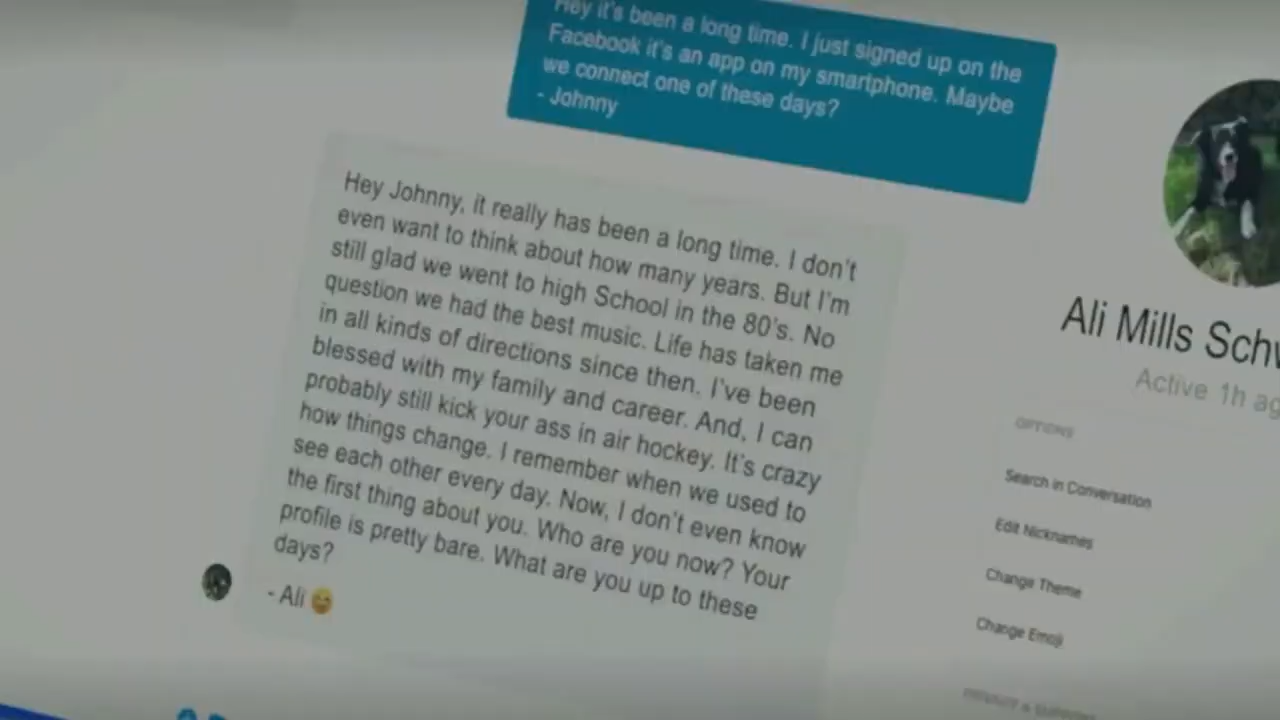 Hey it's been a long time. I just signed up on the
Facebook it's an app on my smartphone. Maybe
we connect one of these days?
- Johnny
Hey Johnny, it really has been a long time. I don't
even want to think about how many years. But I'm
still glad we went to high School in the 80's. No
question we had the best music. Life has taken me
in all kinds of directions since then. I've been
blessed with my family and career. And, I can
probably still kick your ass in air hockey. It's crazy
how things change. I remember when we used to
see each other every day. Now, I don't even know
the first thing about you. Who are you now? Your
profile is pretty bare. What are you up to these
days?
- Ali 😊
Ali Mills
Active 1h
OPTIONS
Search in Conversation
Edit Nicknames
Change Theme
Change Emoji